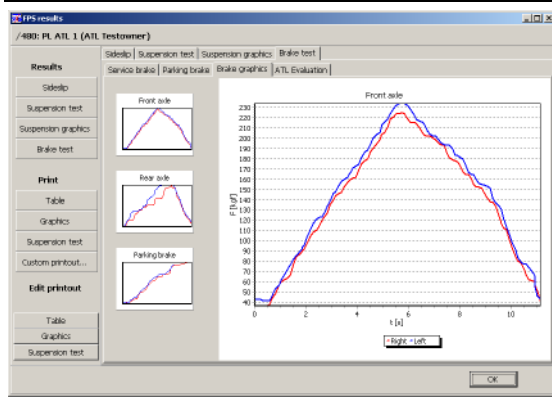 FPS results
/480: PL ATL 1 (ATL Testowner)
Results
Sideslip
Suspension test
Suspension graphics
Brake test
Print
Table
Graphics
Suspension test
Custom printout...
Edit printout
Table
Graphics
Suspension test
Sideslip Suspension test Suspension graphics Brake test
Service brake Parking brake Brake graphics ATL Evaluation
Front axle
Rear axle
Parking brake
Front axle
F [kgf]
230
220
210
200
190
180
170
160
150
140
130
120
110
100
90
80
70
60
50
40
0 2 4 6 8 10
t [s]
Right Left
OK